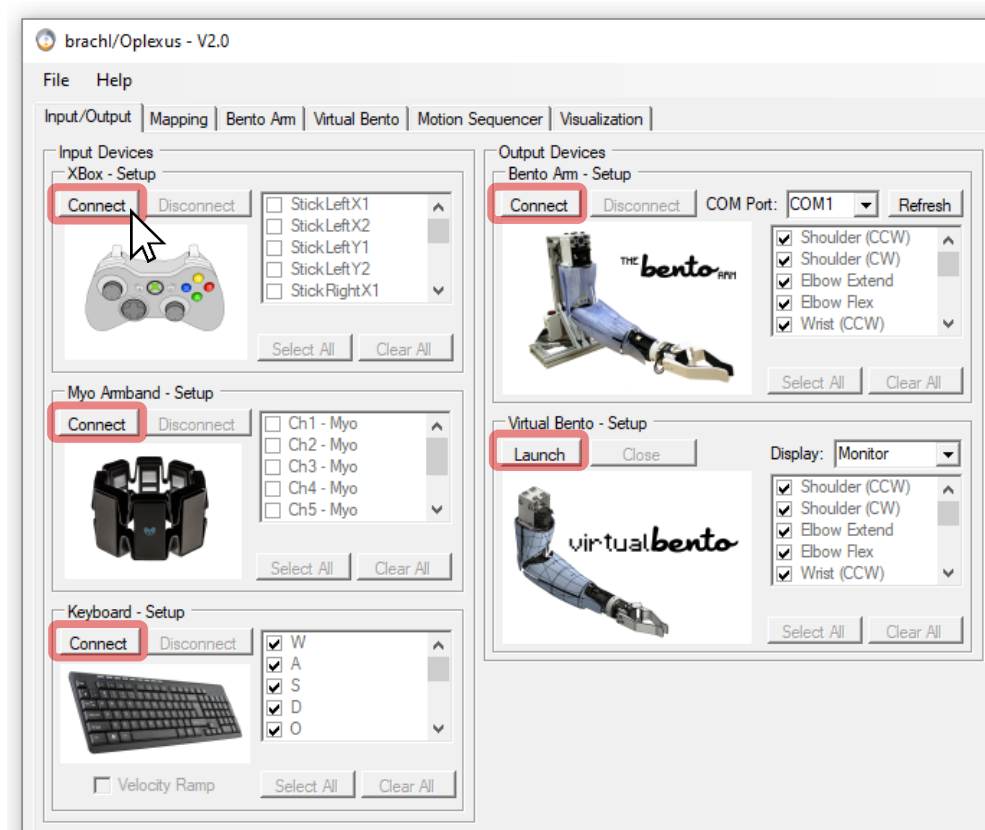 brachI/Oplexus - V2.0
File Help
Input/Output Mapping Bento Arm Virtual Bento Motion Sequencer Visualization
Input Devices
XBox - Setup
Connect Disconnect
StickLeftX1
StickLeftX2
StickLeftY1
StickLeftY2
StickRightX1
Select All Clear All
Myo Armband - Setup
Connect Disconnect
Ch1 - Myo
Ch2 - Myo
Ch3 - Myo
Ch4 - Myo
Ch5 - Myo
Select All Clear All
Keyboard - Setup
Connect Disconnect
W
A
S
D
O
Velocity Ramp Select All Clear All
Output Devices
Bento Arm - Setup
Connect Disconnect COM Port: COM1 Refresh
THE bento ARM
Shoulder (CCW)
Shoulder (CW)
Elbow Extend
Elbow Flex
Wrist (CCW)
Select All Clear All
Virtual Bento - Setup
Launch Close Display: Monitor
virtualbento
Shoulder (CCW)
Shoulder (CW)
Elbow Extend
Elbow Flex
Wrist (CCW)
Select All Clear All